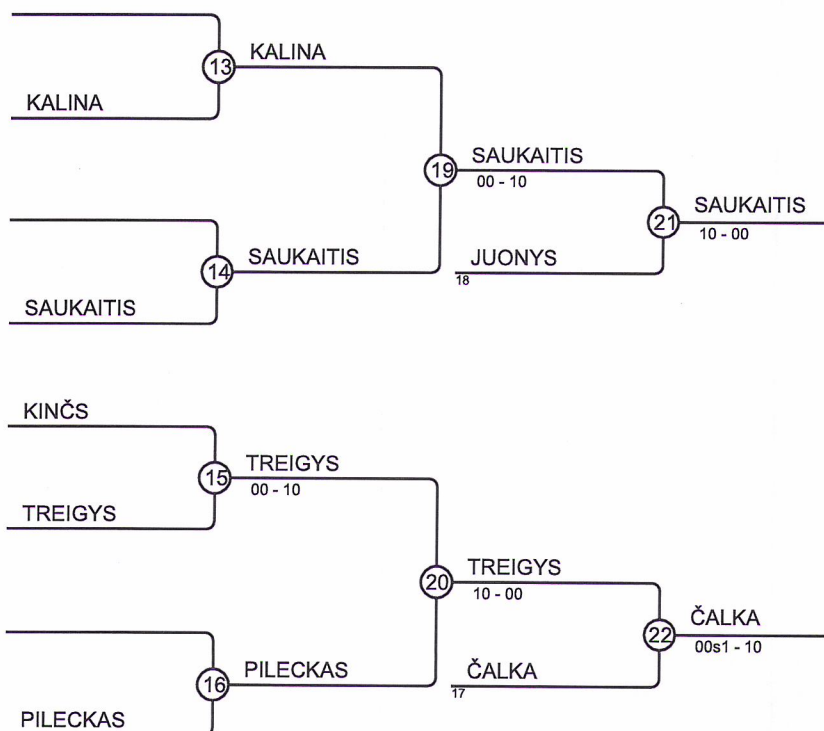 13
KALINA
KALINA
19
SAUKAITIS
00 - 10
21
SAUKAITIS
10 - 00
14
SAUKAITIS
18
JUONYS
SAUKAITIS
KINČS
15
TREIGYS
00 - 10
TREIGYS
20
TREIGYS
10 - 00
22
ČALKA
00s1 - 10
16
PILECKAS
17
ČALKA
PILECKAS